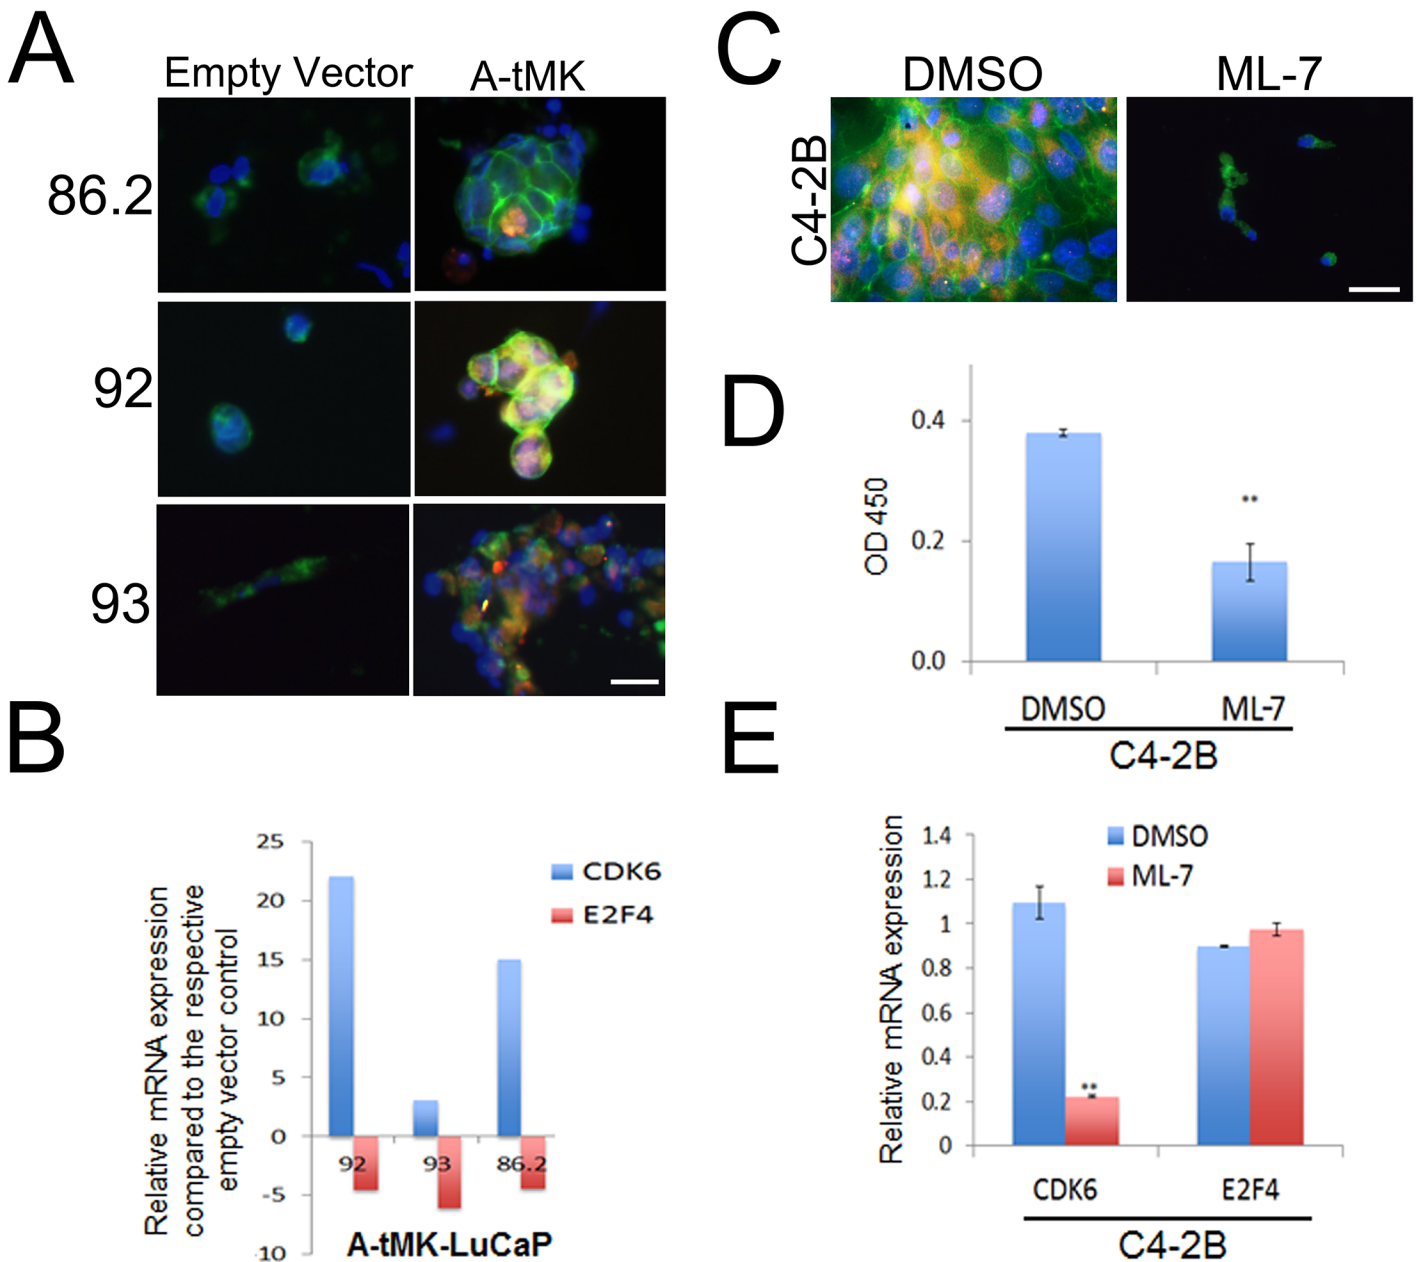 A
Empty Vector
A-tMK
86.2
92
93
B
Relative mRNA expression
compared to the respective
empty vector control
25
20
15
10
5
0
-5
-10
92
93
86.2
CDK6
E2F4
A-tMK-LuCaP
C
DMSO
ML-7
C4-2B
D
OD 450
0.4
0.2
0.0
**
DMSO
ML-7
C4-2B
E
Relative mRNA expression
1.4
1.2
1
0.8
0.6
0.4
0.2
0
DMSO
ML-7
**
CDK6
E2F4
C4-2B